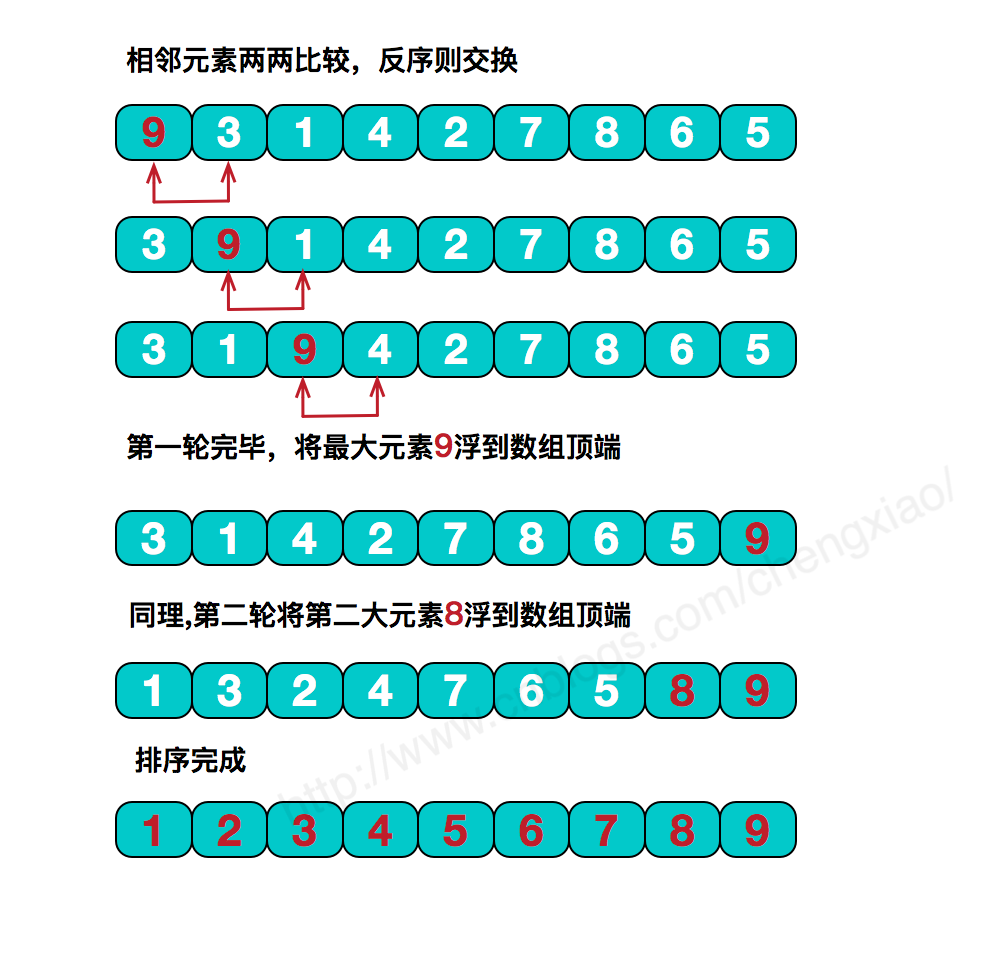 相邻元素两两比较，反序则交换
9 3 1 4 2 7 8 6 5
3 9 1 4 2 7 8 6 5
3 1 9 4 2 7 8 6 5
第一轮完毕，将最大元素9浮到数组顶端
3 1 4 2 7 8 6 5 9
同理,第二轮将第二大元素8浮到数组顶端
1 3 2 4 7 6 5 8 9
排序完成
1 2 3 4 5 6 7 8 9
http://www.cnblogs.com/chengxiao/